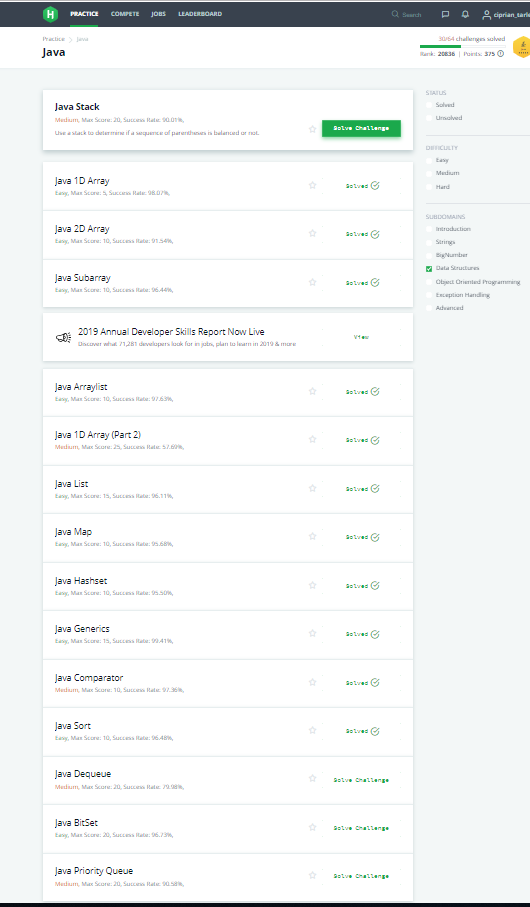 H PRACTICE COMPETE JOBS LEADERBOARD Search
Practice > Java
Java
30/64 challenges solved
Rank: 20836 | Points: 375
Java Stack
Medium, Max Score: 20, Success Rate: 90.01%,
Use a stack to determine if a sequence of parentheses is balanced or not.
Solve Challenge
Java 1D Array
Easy, Max Score: 5, Success Rate: 98.07%,
Solved
Java 2D Array
Easy, Max Score: 10, Success Rate: 91.54%,
Solved
Java Subarray
Easy, Max Score: 10, Success Rate: 96.44%,
Solved
2019 Annual Developer Skills Report Now Live
Discover what 71,281 developers look for in jobs, plan to learn in 2019 & more
View
Java Arraylist
Easy, Max Score: 10, Success Rate: 97.63%,
Solved
Java 1D Array (Part 2)
Medium, Max Score: 25, Success Rate: 57.69%,
Solved
Java List
Easy, Max Score: 15, Success Rate: 96.11%,
Solved
Java Map
Easy, Max Score: 10, Success Rate: 95.68%,
Solved
Java Hashset
Easy, Max Score: 10, Success Rate: 95.50%,
Solved
Java Generics
Easy, Max Score: 15, Success Rate: 99.41%,
Solved
Java Comparator
Medium, Max Score: 10, Success Rate: 97.36%,
Solved
Java Sort
Easy, Max Score: 10, Success Rate: 96.48%,
Solved
Java Dequeue
Medium, Max Score: 20, Success Rate: 79.98%,
Solve Challenge
Java BitSet
Easy, Max Score: 20, Success Rate: 96.73%,
Solve Challenge
Java Priority Queue
Medium, Max Score: 20, Success Rate: 90.58%,
Solve Challenge
STATUS
Solved
Unsolved
DIFFICULTY
Easy
Medium
Hard
SUBDOMAINS
Introduction
Strings
BigNumber
Data Structures
Object Oriented Programming
Exception Handling
Advanced